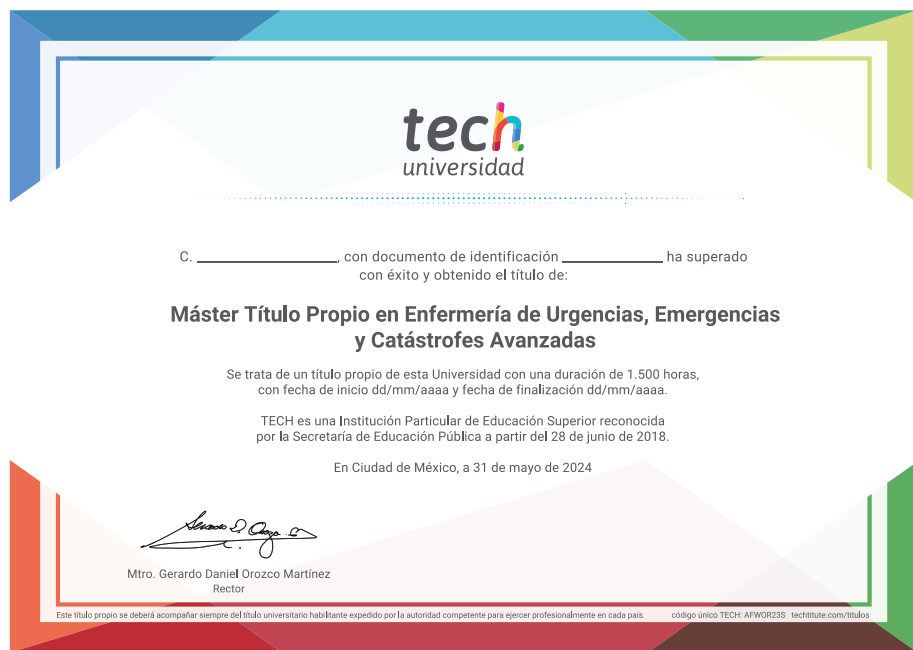 tech
universidad
C. ____________, con documento de identificación ____________ ha superado
con éxito y obtenido el título de:
Máster Título Propio en Enfermería de Urgencias, Emergencias
y Catástrofes Avanzadas
Se trata de un título propio de esta Universidad con una duración de 1.500 horas,
con fecha de inicio dd/mm/aaaa y fecha de finalización dd/mm/aaaa.
TECH es una Institución Particular de Educación Superior reconocida
por la Secretaría de Educación Pública a partir del 28 de junio de 2018.
En Ciudad de México, a 31 de mayo de 2024
Mtro. Gerardo Daniel Orozco Martínez
Rector
Este título propio se deberá acompañar siempre del título universitario habilitante expedido por la autoridad competente para ejercer profesionalmente en cada país. código único TECH: AFWOR23S techtitute.com/titulos